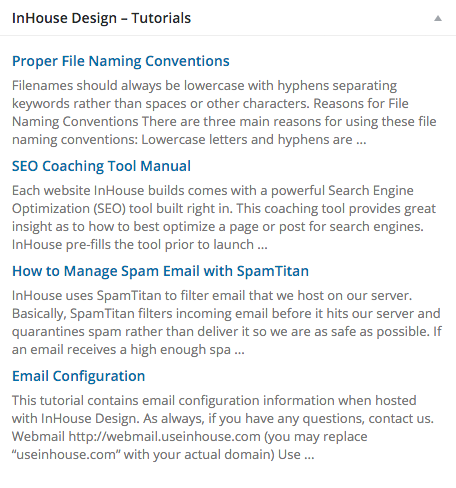 InHouse Design – Tutorials
Proper File Naming Conventions
Filenames should always be lowercase with hyphens separating
keywords rather than spaces or other characters. Reasons for File
Naming Conventions There are three main reasons for using these file
naming conventions: Lowercase letters and hyphens are ...
SEO Coaching Tool Manual
Each website InHouse builds comes with a powerful Search Engine
Optimization (SEO) tool built right in. This coaching tool provides great
insight as to how to best optimize a page or post for search engines.
InHouse pre-fills the tool prior to launch ...
How to Manage Spam Email with SpamTitan
InHouse uses SpamTitan to filter email that we host on our server.
Basically, SpamTitan filters incoming email before it hits our server and
quarantines spam rather than deliver it so we are as safe as possible. If
an email receives a high enough spa ...
Email Configuration
This tutorial contains email configuration information when hosted
with InHouse Design. As always, if you have any questions, contact us.
Webmail http://webmail.useinhouse.com (you may replace
“useinhouse.com” with your actual domain) Use ...